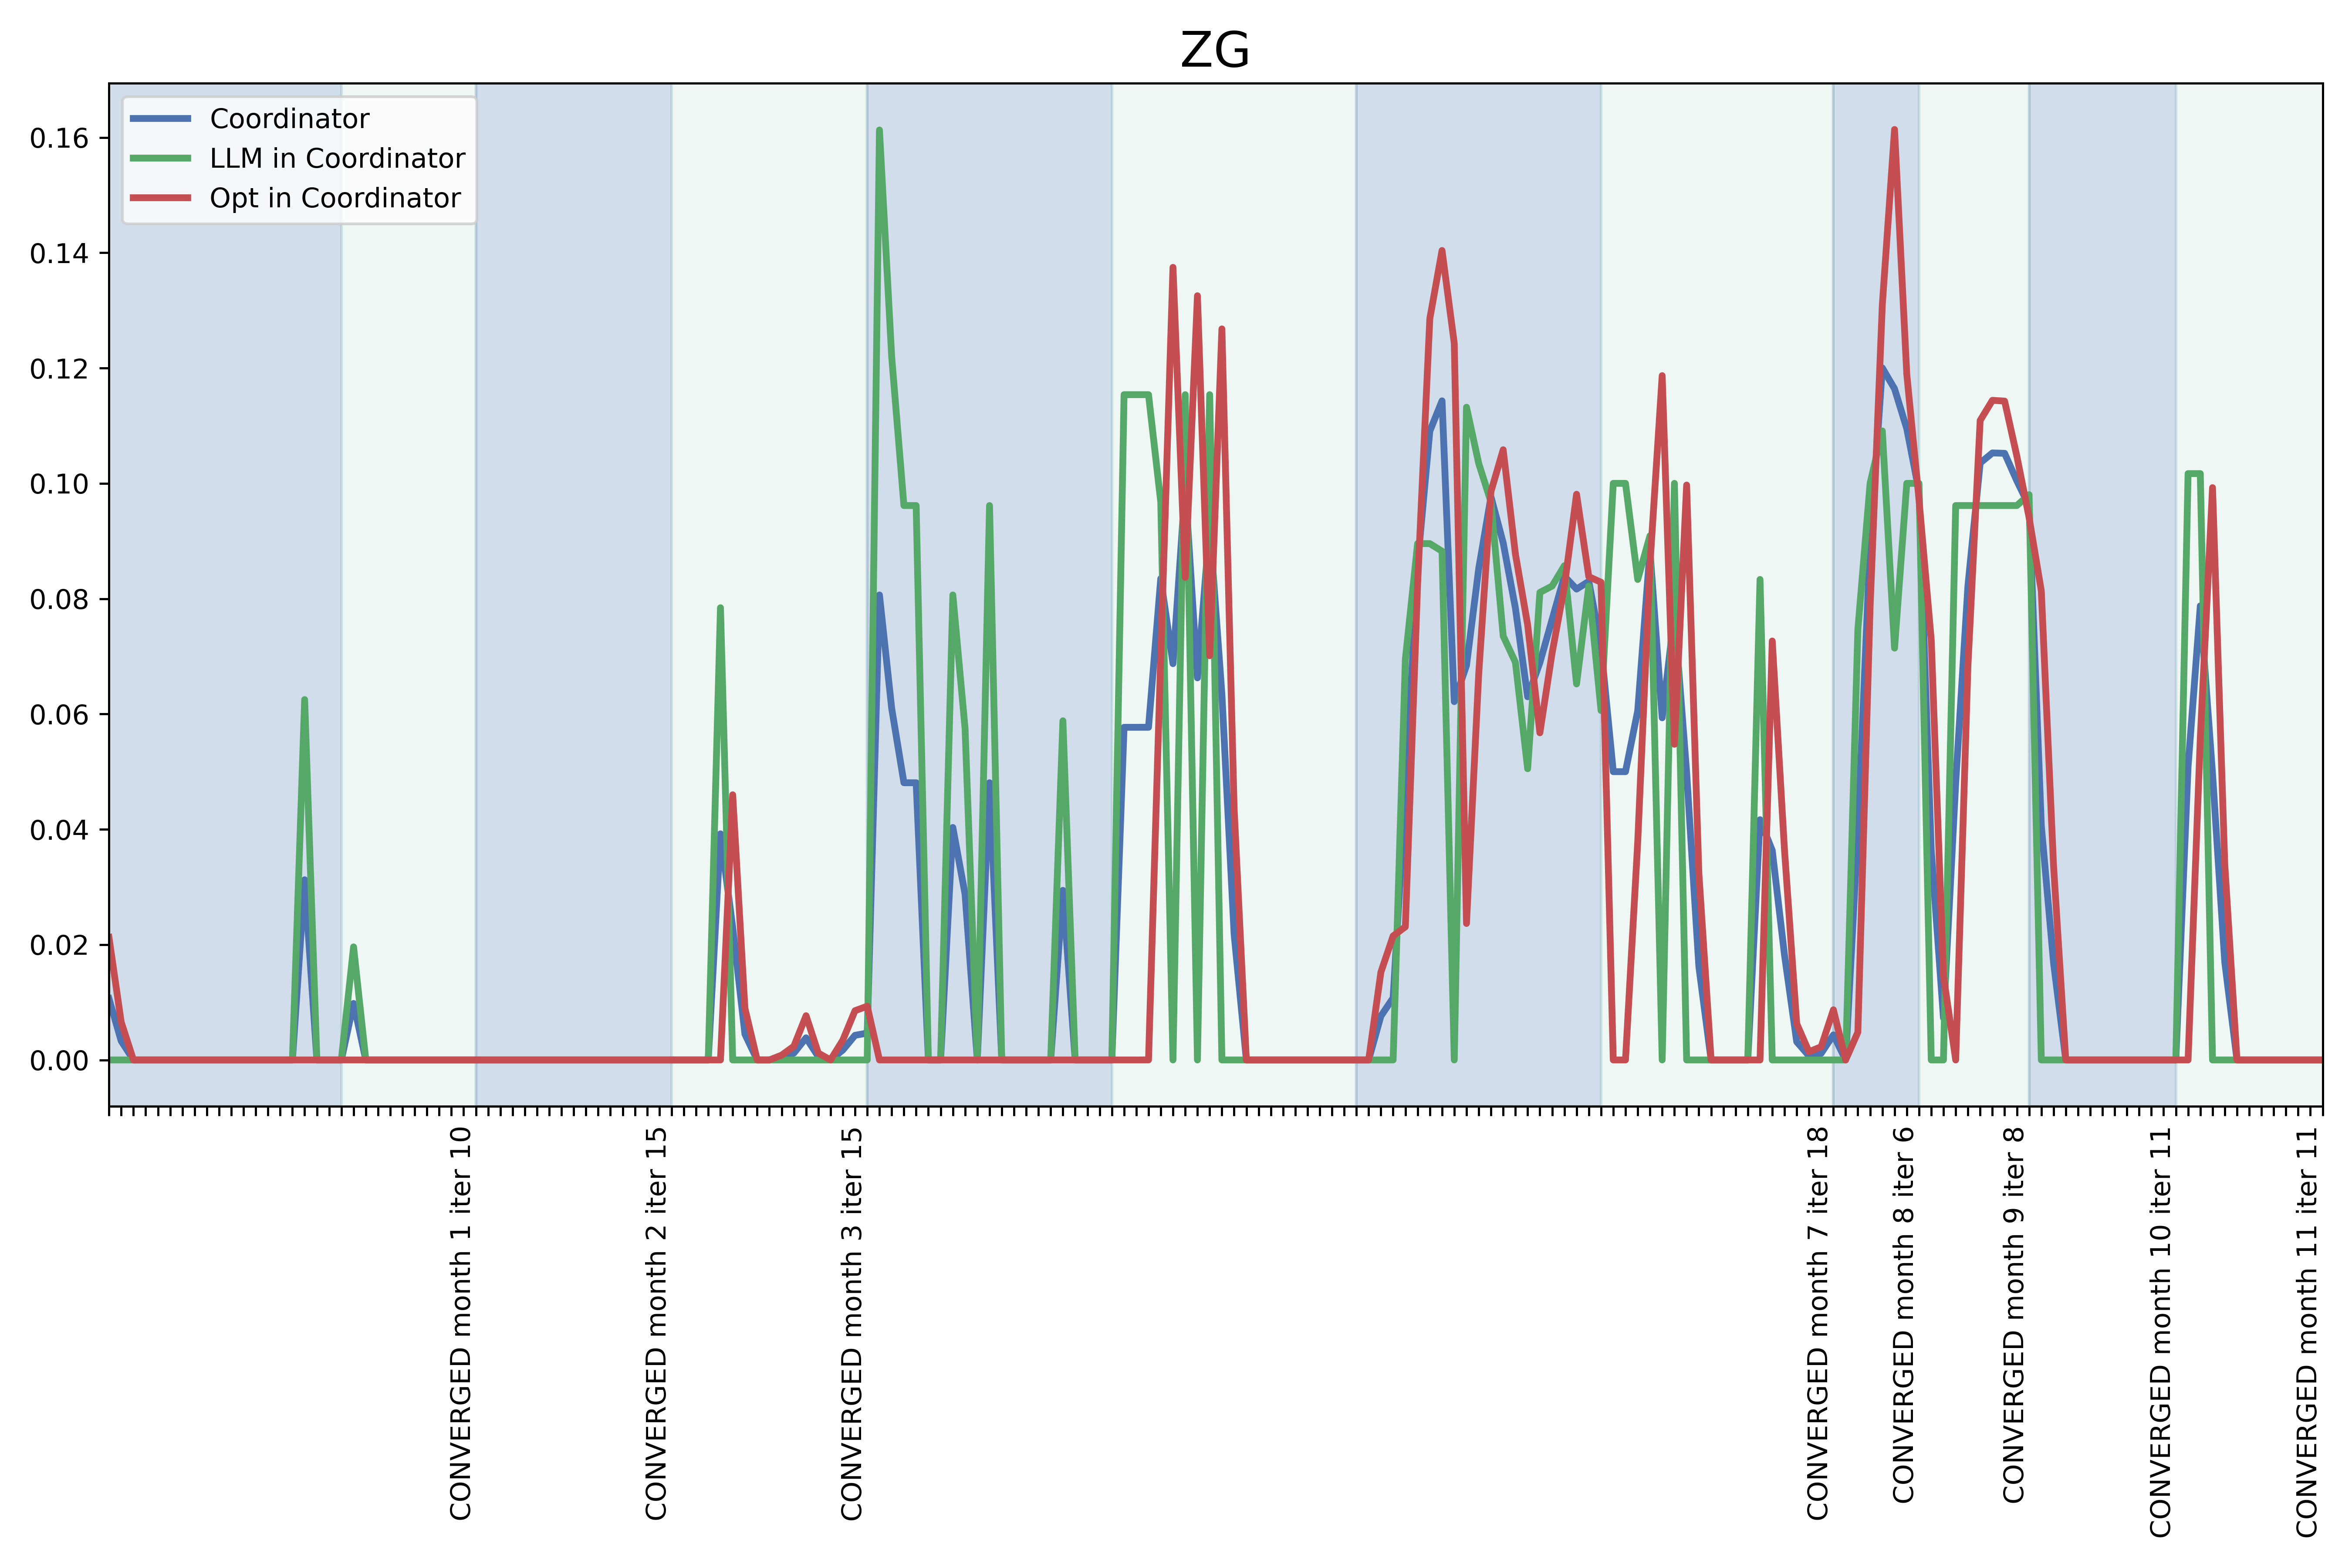 ZG
Coordinator
LLM in Coordinator
Opt in Coordinator
0.16
0.14
0.12
0.10
0.08
0.06
0.04
0.02
0.00
CONVERGED month 1 iter 10
CONVERGED month 2 iter 15
CONVERGED month 3 iter 15
CONVERGED month 7 iter 18
CONVERGED month 8 iter 6
CONVERGED month 9 iter 8
CONVERGED month 10 iter 11
CONVERGED month 11 iter 11